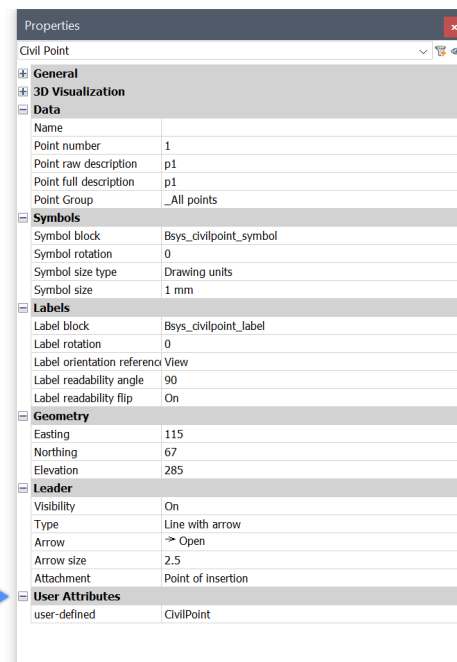 Properties
Civil Point
General
3D Visualization
Data
Name
Point number 1
Point raw description p1
Point full description p1
Point Group _All points
Symbols
Symbol block Bsys_civilpoint_symbol
Symbol rotation 0
Symbol size type Drawing units
Symbol size 1 mm
Labels
Label block Bsys_civilpoint_label
Label rotation 0
Label orientation referenc View
Label readability angle 90
Label readability flip On
Geometry
Easting 115
Northing 67
Elevation 285
Leader
Visibility On
Type Line with arrow
Arrow Open
Arrow size 2.5
Attachment Point of insertion
User Attributes
user-defined CivilPoint